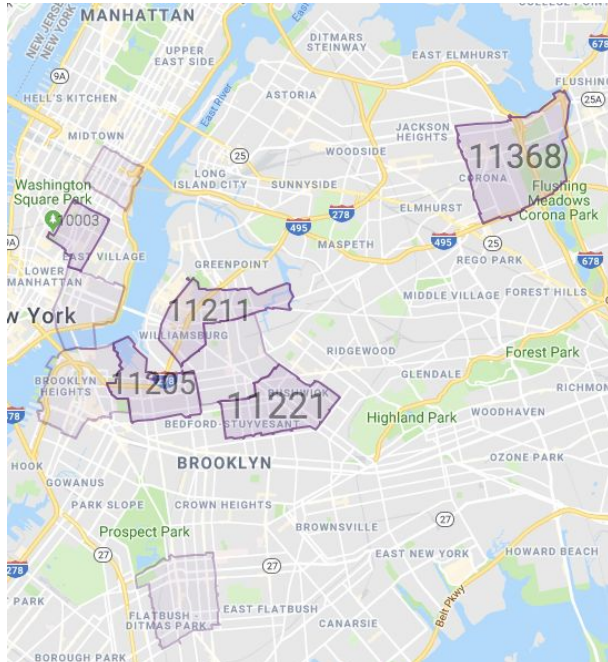 MANHATTAN
NEW JERSEY
NEW YORK
9A
UPPER
EAST SIDE
DITMARS
STEINWAY
EAST ELMHURST
678
FLUSHING
25A
HELL'S KITCHEN
East River
ASTORIA
MIDTOWN
JACKSON
HEIGHTS
25
WOODSIDE
11368
LONG
ISLAND CITY
SUNNYSIDE
CORONA
Washington
Square Park
10003
278
495
ELMHURST
Flushing
Meadows
Corona Park
9A
EAST VILLAGE
495
25
MASPETH
REGO PARK
678
GREENPOINT
LOWER
MANHATTAN
MIDDLE VILLAGE
FOREST HILLS
w York
11211
WILLIAMSBURG
RIDGEWOOD
Forest Park
BROOKLYN
HEIGHTS
11205
278
GLENDALE
BUSHWICK
11221
RICHMON
WOODHAVEN
Highland Park
BEDFORD-STUYVESANT
278
BROOKLYN
OZONE PARK
HOOK
GOWANUS
PARK SLOPE
CROWN HEIGHTS
Prospect Park
BROWNSVILLE
27
27
278
27
EAST NEW YORK
HOWARD BEACH
Belt Pkwy
T PARK
FLATBUSH -
DITMAS PARK
EAST FLATBUSH
CANARSIE
BOROUGH PARK